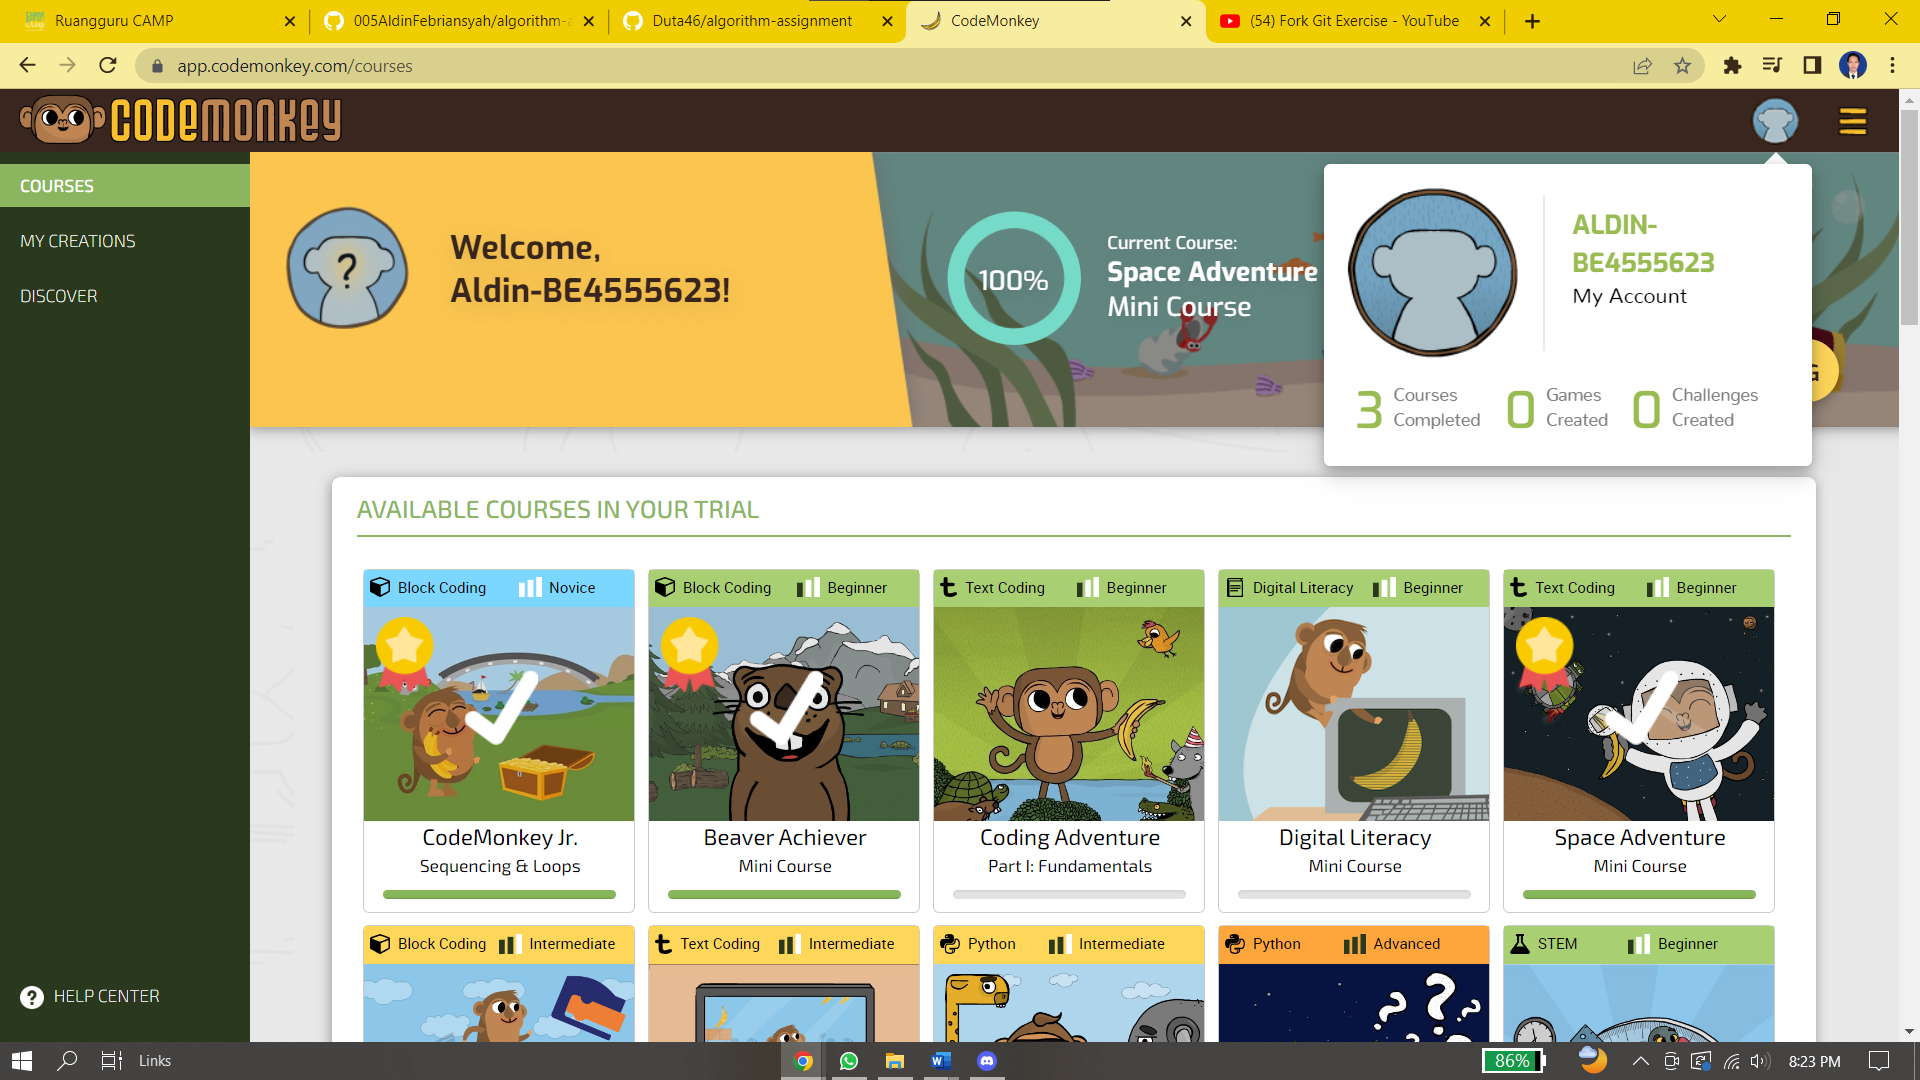 Ruangguru CAMP
005AldinFebriansyah/algorithm-a
Duta46/algorithm-assignment
CodeMonkey
(54) Fork Git Exercise - YouTube
app.codemonkey.com/courses
CODEMONKEY
COURSES
MY CREATIONS
DISCOVER
HELP CENTER
Welcome,
Aldin-BE4555623!
?
100%
Current Course:
Space Adventure
Mini Course
ALDIN-
BE4555623
My Account
3 Courses Completed
0 Games Created
0 Challenges Created
AVAILABLE COURSES IN YOUR TRIAL
Block Coding Novice
CodeMonkey Jr.
Sequencing & Loops
Block Coding Beginner
Beaver Achiever
Mini Course
Text Coding Beginner
Coding Adventure
Part I: Fundamentals
Digital Literacy Beginner
Digital Literacy
Mini Course
Text Coding Beginner
Space Adventure
Mini Course
Block Coding Intermediate
Text Coding Intermediate
Python Intermediate
Python Advanced
? ? ?
STEM Beginner
Links
86%
8:23 PM